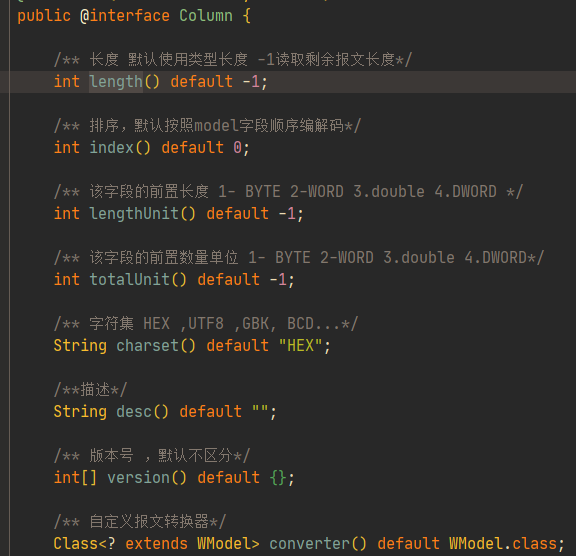 public @interface Column {
/** 长度 默认使用类型长度 -1读取剩余报文长度*/
int length() default -1;
/** 排序，默认按照model字段顺序编解码*/
int index() default 0;
/** 该字段的前置长度 1- BYTE 2-WORD 3.double 4.DWORD */
int lengthUnit() default -1;
/** 该字段的前置数量单位 1- BYTE 2-WORD 3.double 4.DWORD*/
int totalUnit() default -1;
/** 字符集 HEX ,UTF8 ,GBK, BCD...*/
String charset() default "HEX";
/**描述*/
String desc() default "";
/** 版本号 ，默认不区分*/
int[] version() default {};
/** 自定义报文转换器*/
Class<? extends WModel> converter() default WModel.class;